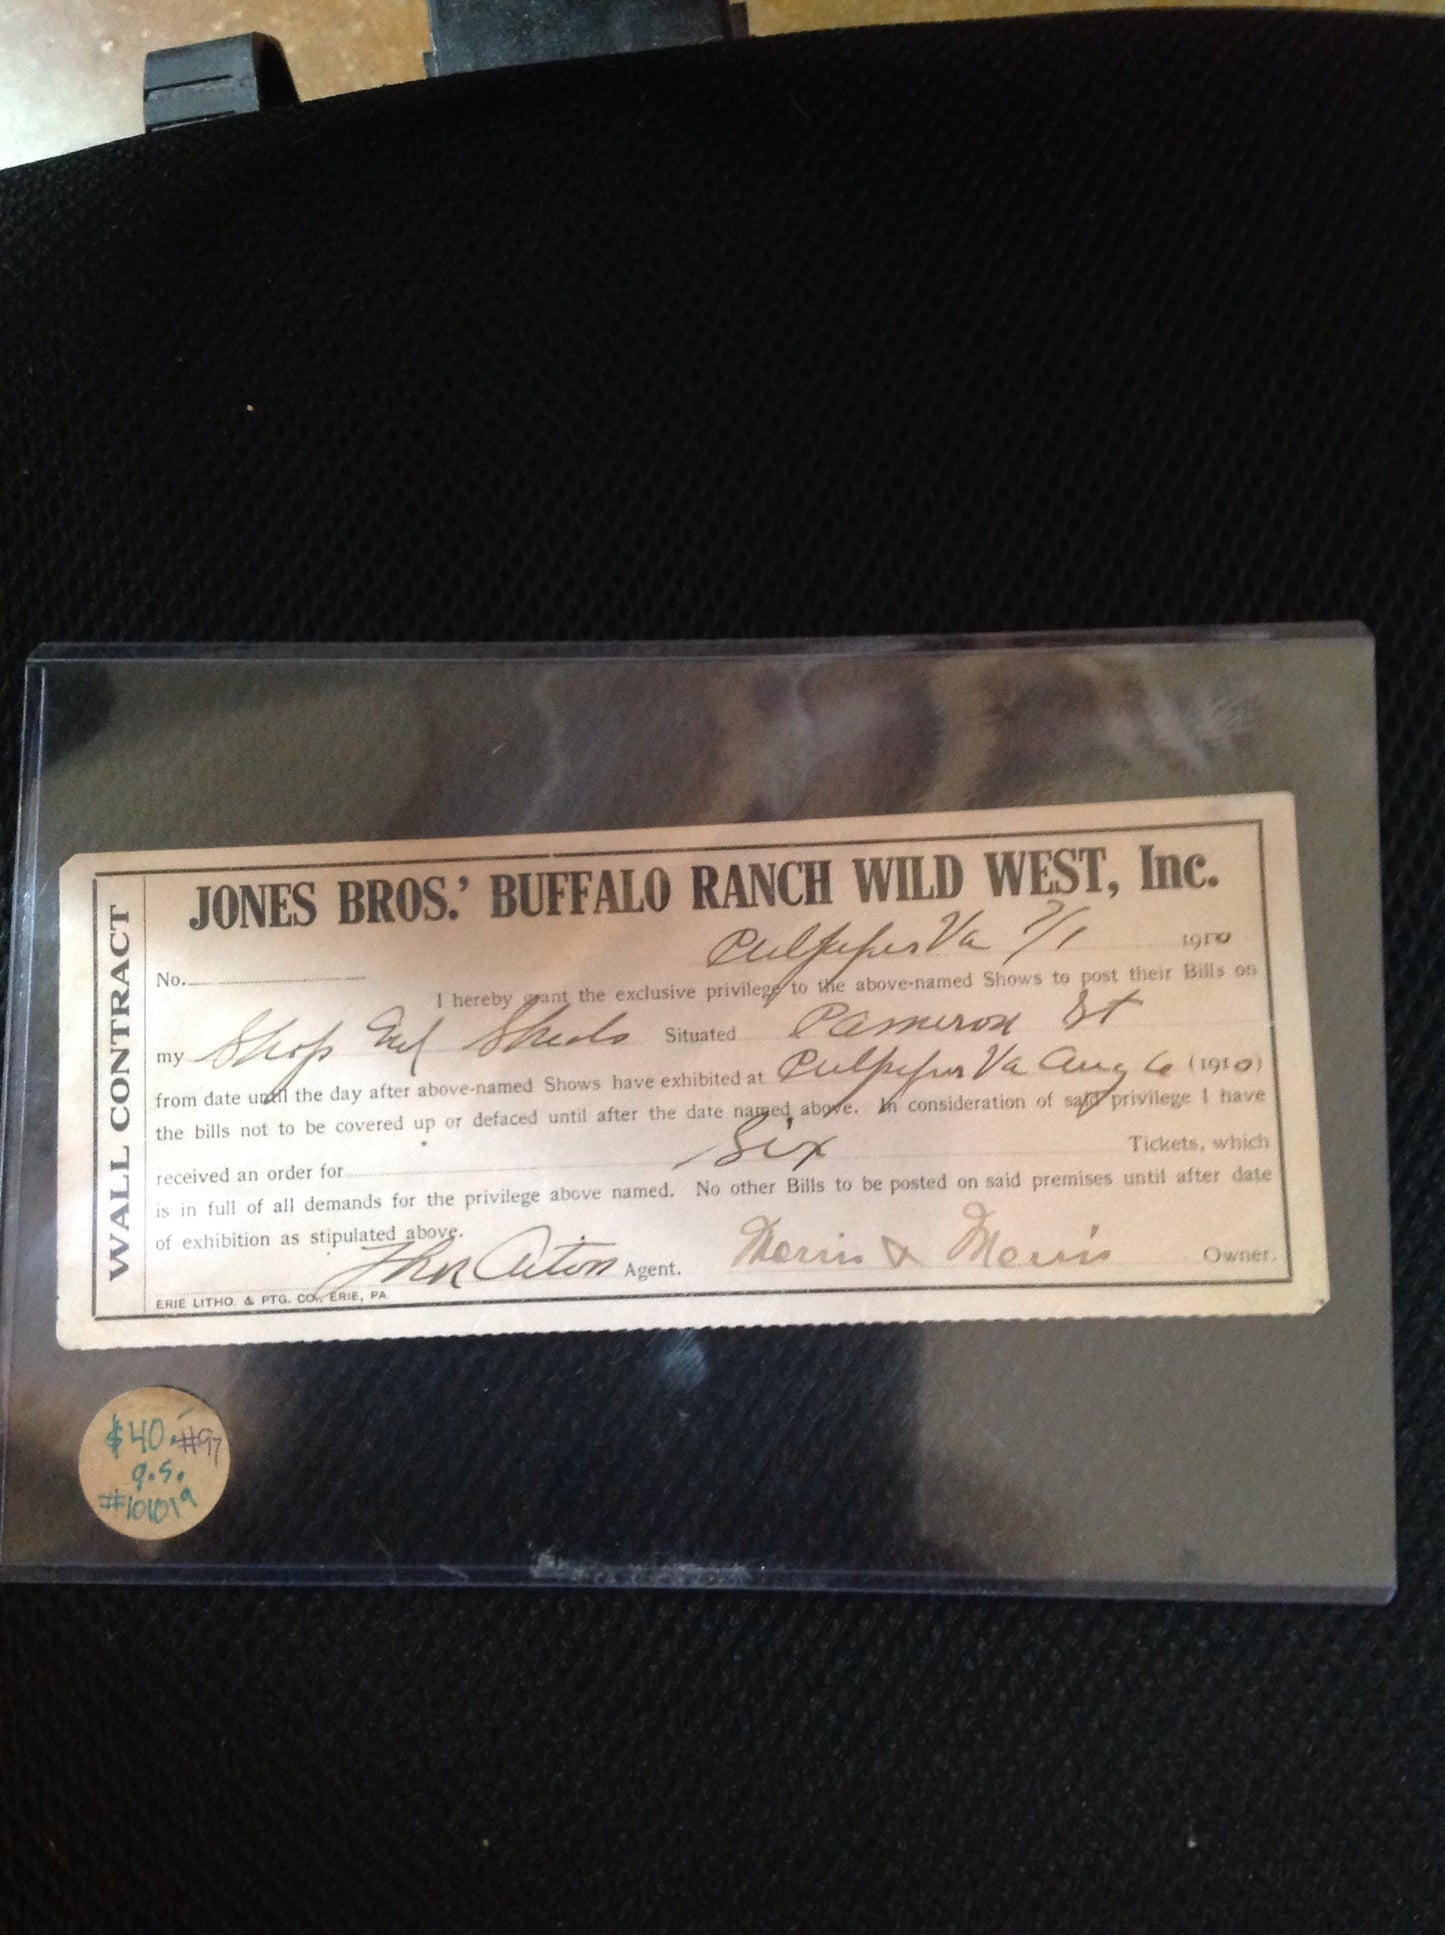 WALL CONTRACT
JONES BROS.' BUFFALO RANCH WILD WEST, Inc.
Culpeper Va 7/1 1910
No.
I hereby grant the exclusive privilege to the above-named Shows to post their Bills on
my Shop End Sheds Situated Cameron St
from date until the day after above-named Shows have exhibited at Culpeper Va Aug 6 (1910)
the bills not to be covered up or defaced until after the date named above. In consideration of said privilege I have
received an order for Six Tickets, which
is in full of all demands for the privilege above named. No other Bills to be posted on said premises until after date
of exhibition as stipulated above.
Agent. Morris & Morris Owner.
ERIE LITHO. & PTG. CO., ERIE, PA
$40.- #97
g.s.
#101019